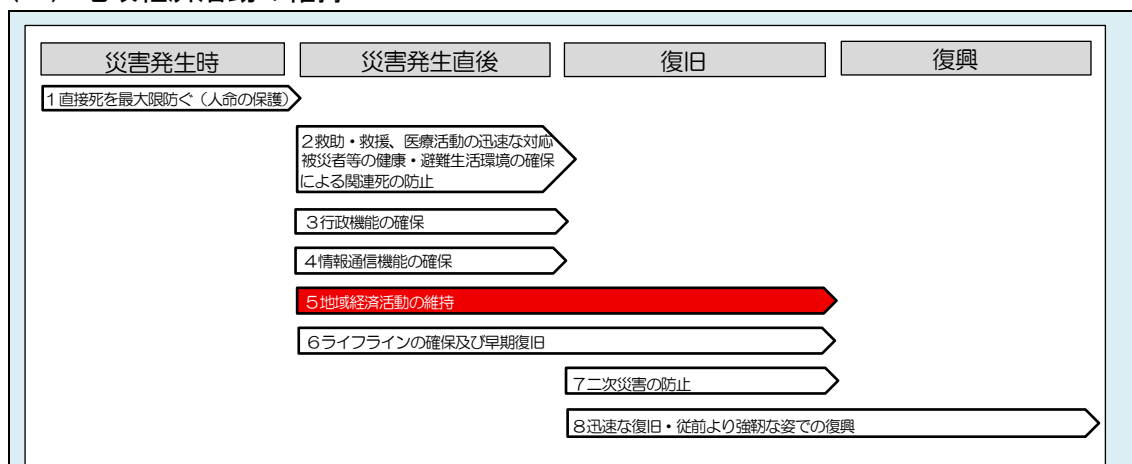 災害発生時
災害発生直後
復旧
復興
1直接死を最大限防ぐ（人命の保護）
2救助・救援、医療活動の迅速な対応
被災者等の健康・避難生活環境の確保
による関連死の防止
3行政機能の確保
4情報通信機能の確保
5地域経済活動の維持
6ライフラインの確保及び早期復旧
7二次災害の防止
8迅速な復旧・従前より強靭な姿での復興